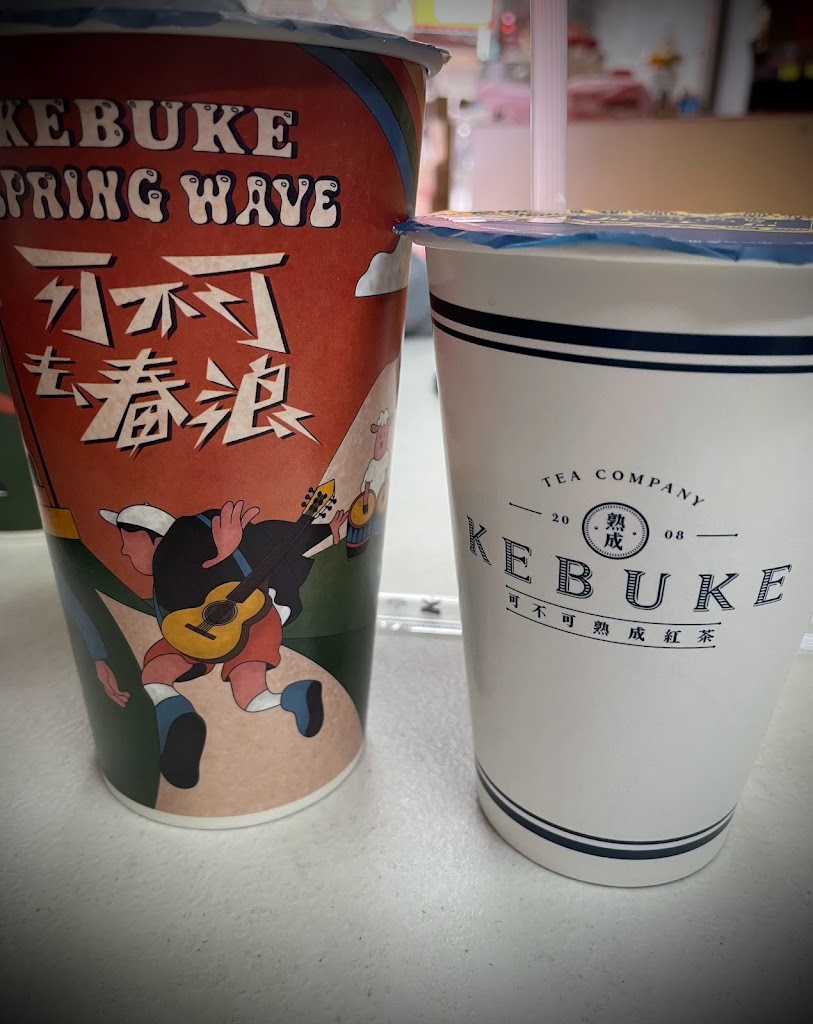 KEBUKE
SPRING WAVE
可不可
去春浪
TEA COMPANY
20 熟成 08
KEBUKE
可不可熟成紅茶
K